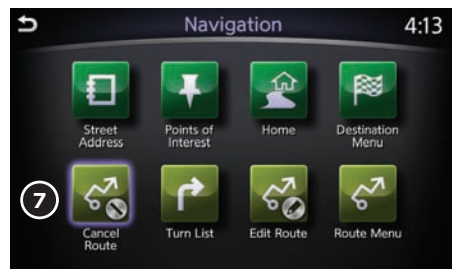 Navigation 4:13
Street
Address
Points of
Interest
Home
Destination
Menu
7
Cancel
Route
Turn List
Edit Route
Route Menu